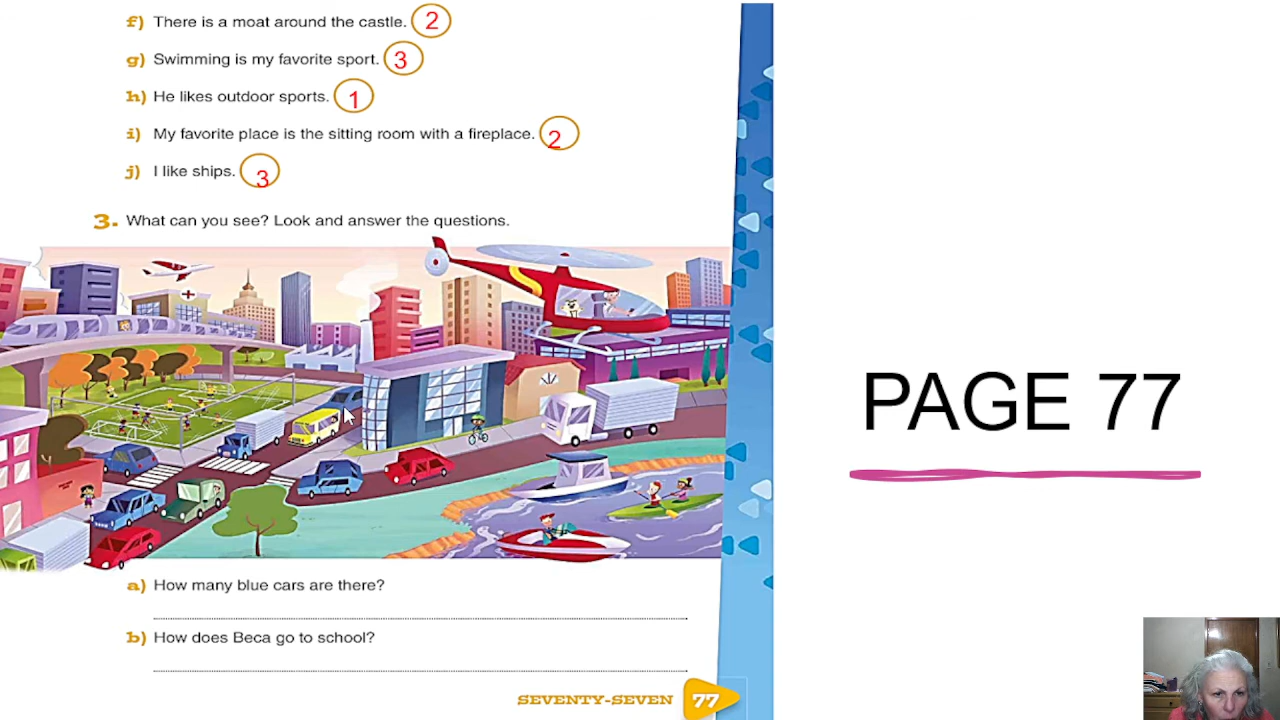 f) There is a moat around the castle. 2
g) Swimming is my favorite sport. 3
h) He likes outdoor sports. 1
i) My favorite place is the sitting room with a fireplace. 2
j) I like ships. 3
3. What can you see? Look and answer the questions.
a) How many blue cars are there?
b) How does Beca go to school?
SEVENTY-SEVEN 77
PAGE 77